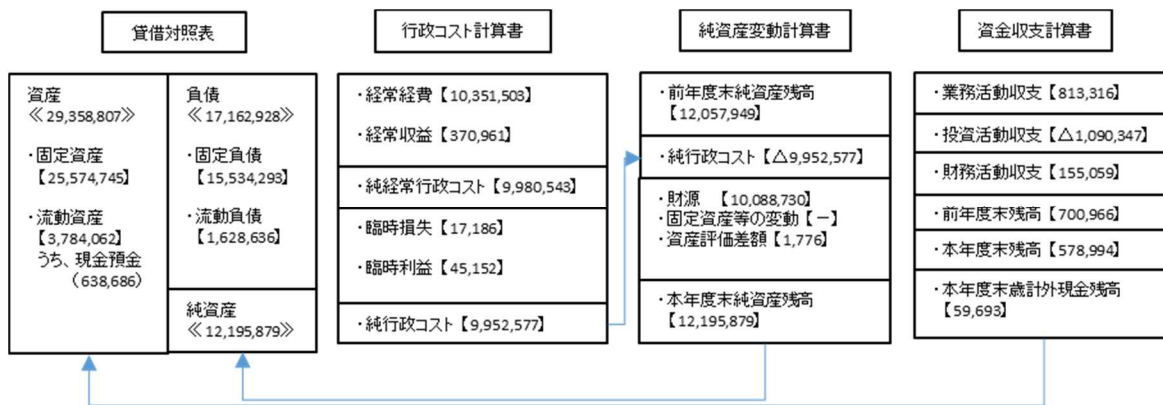 貸借対照表
資産
≪29,358,807≫
・固定資産
【25,574,745】
・流動資産
【3,784,062】
うち、現金預金
(638,686)
負債
≪17,162,928≫
・固定負債
【15,534,293】
・流動負債
【1,628,636】
純資産
≪12,195,879≫
行政コスト計算書
・経常経費【10,351,503】
・経常収益【370,961】
・純経常行政コスト【9,980,543】
・臨時損失【17,186】
・臨時利益【45,152】
・純行政コスト【9,952,577】
純資産変動計算書
・前年度末純資産残高
【12,057,949】
・純行政コスト【△9,952,577】
・財源 【10,088,730】
・固定資産等の変動【－】
・資産評価差額【1,776】
・本年度末純資産残高
【12,195,879】
資金収支計算書
・業務活動収支【813,316】
・投資活動収支【△1,090,347】
・財務活動収支【155,059】
・前年度末残高【700,966】
・本年度末残高【578,994】
・本年度末歳計外現金残高
【59,693】